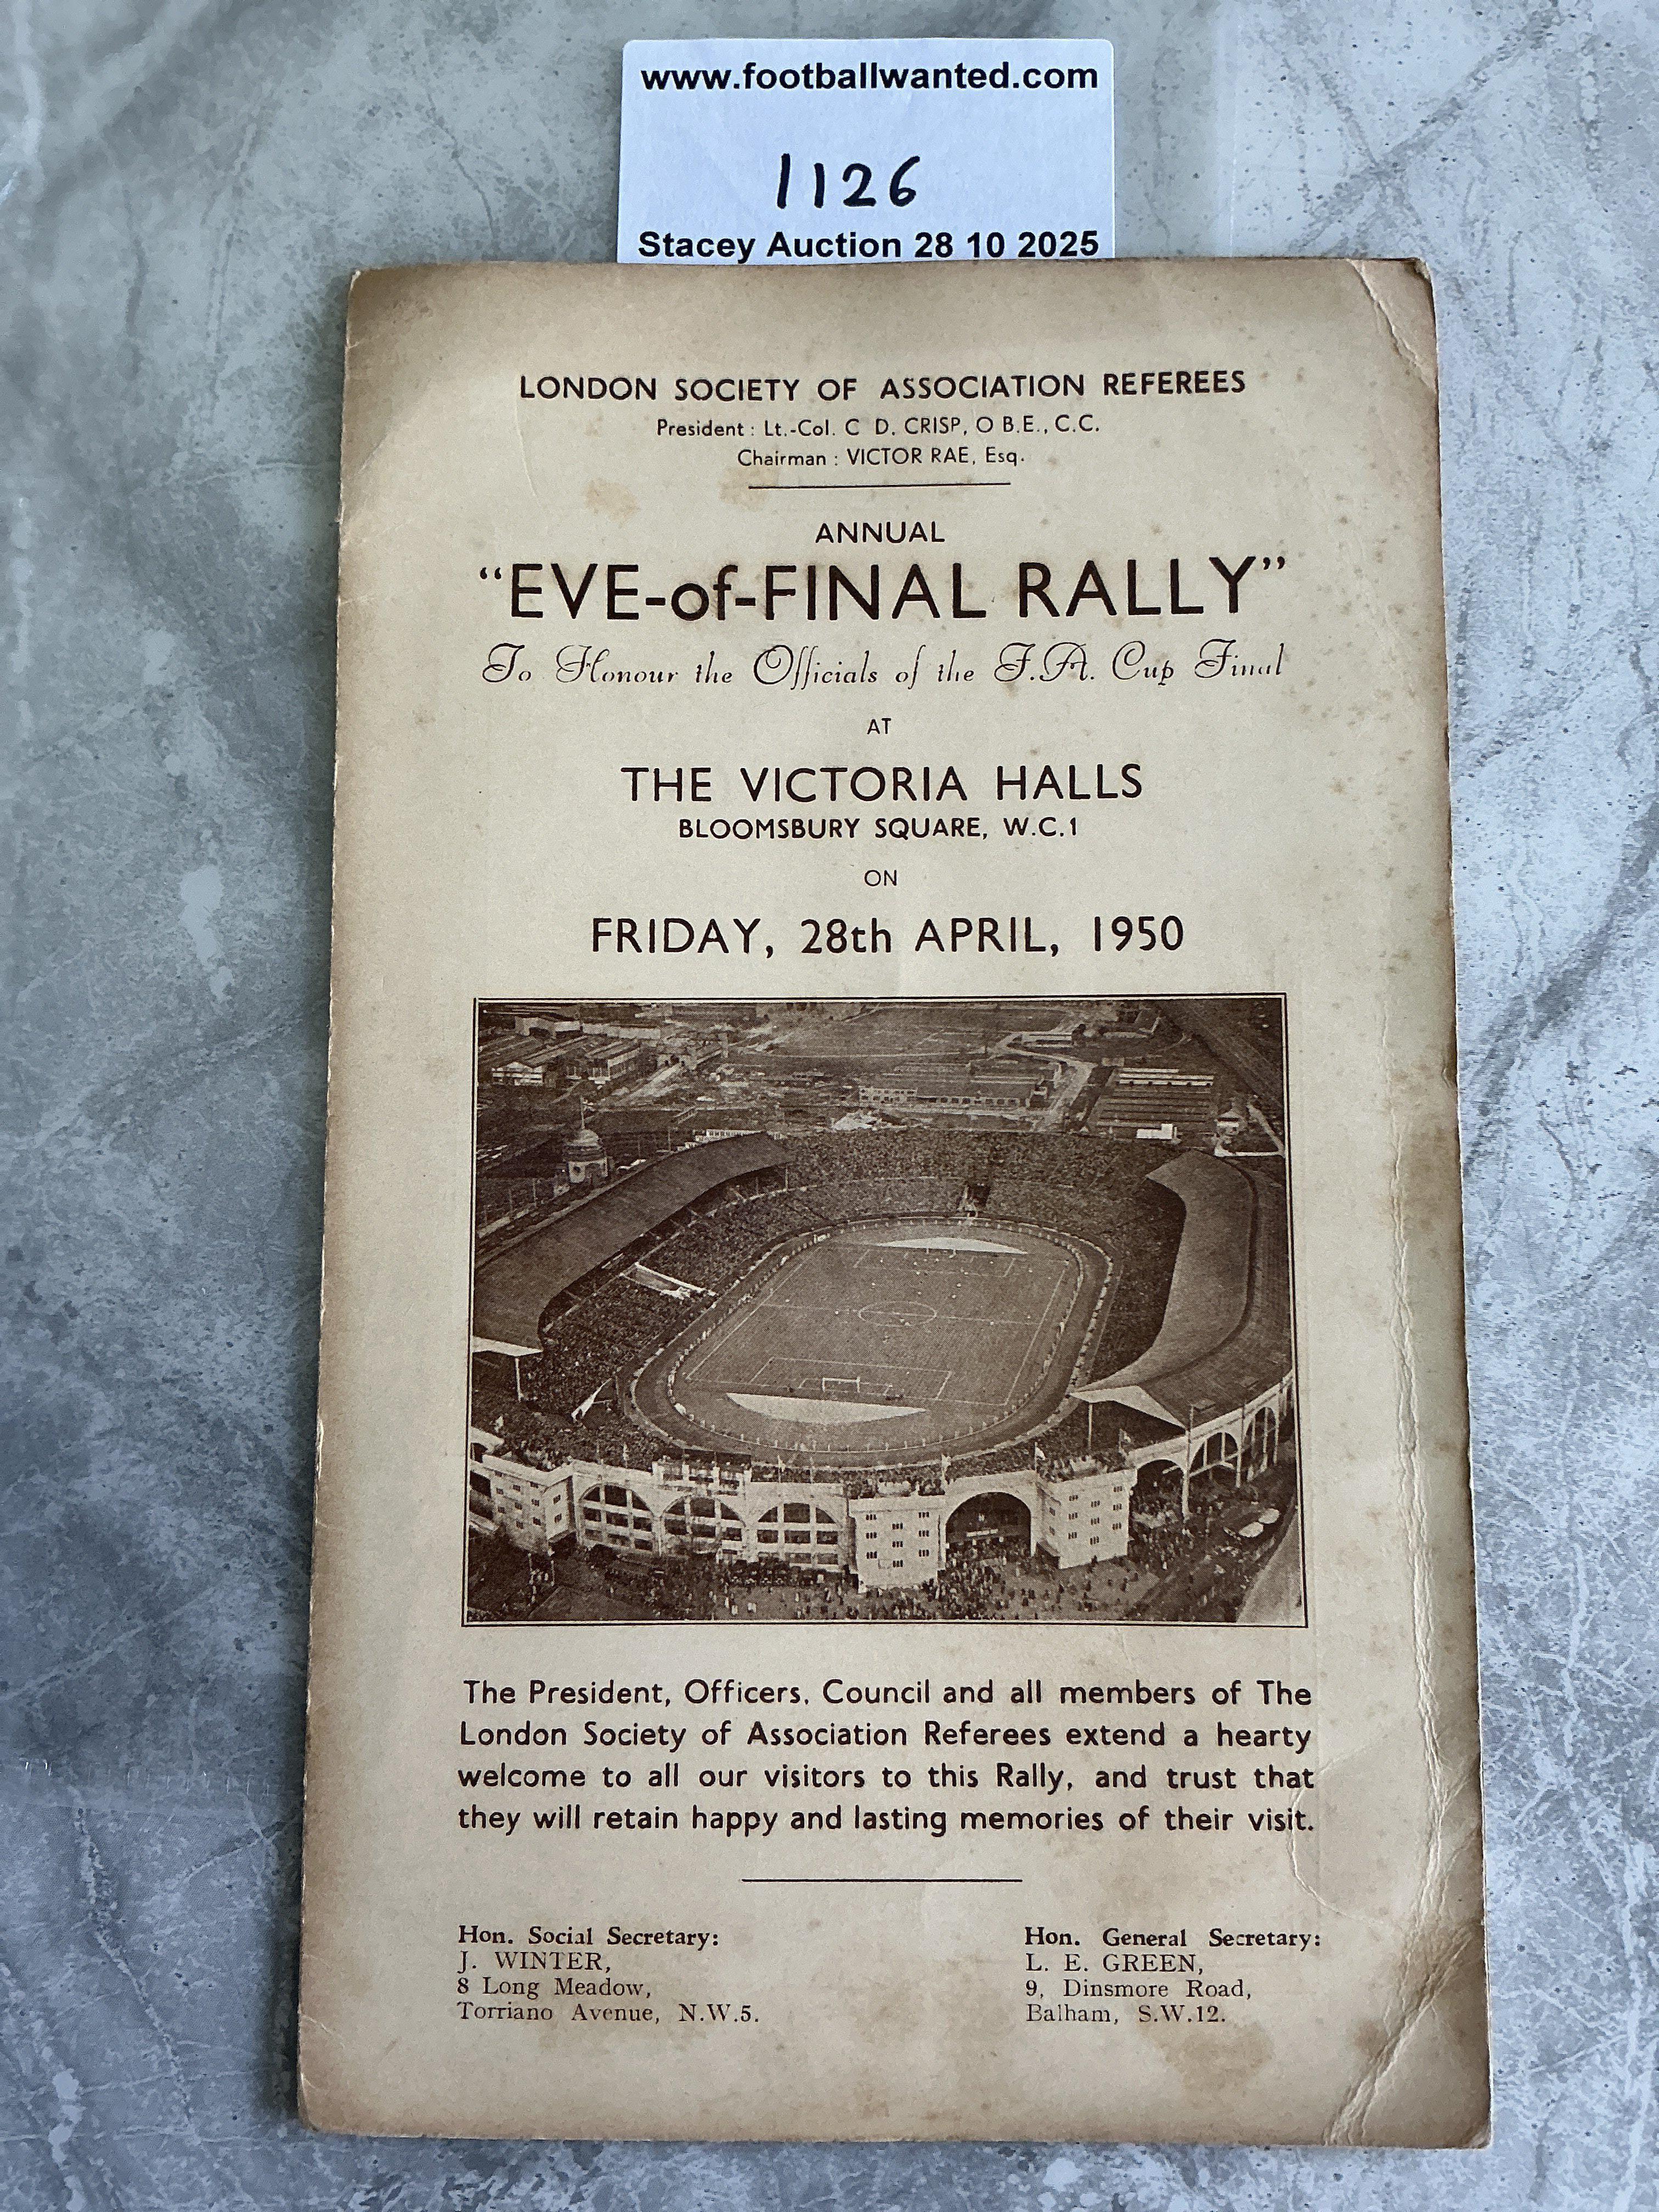 www.footballwanted.com
1126
Stacey Auction 28 10 2025
LONDON SOCIETY OF ASSOCIATION REFEREES
President : Lt.-Col. C D. CRISP, O B.E., C.C.
Chairman : VICTOR RAE, Esq.
ANNUAL
“EVE-of-FINAL RALLY”
To Honour the Officials of the F.A. Cup Final
AT
THE VICTORIA HALLS
BLOOMSBURY SQUARE, W.C.1
ON
FRIDAY, 28th APRIL, 1950
The President, Officers, Council and all members of The
London Society of Association Referees extend a hearty
welcome to all our visitors to this Rally, and trust that
they will retain happy and lasting memories of their visit.
Hon. Social Secretary:
J. WINTER,
8 Long Meadow,
Torriano Avenue, N.W.5.
Hon. General Secretary:
L. E. GREEN,
9, Dinsmore Road,
Balham, S.W.12.